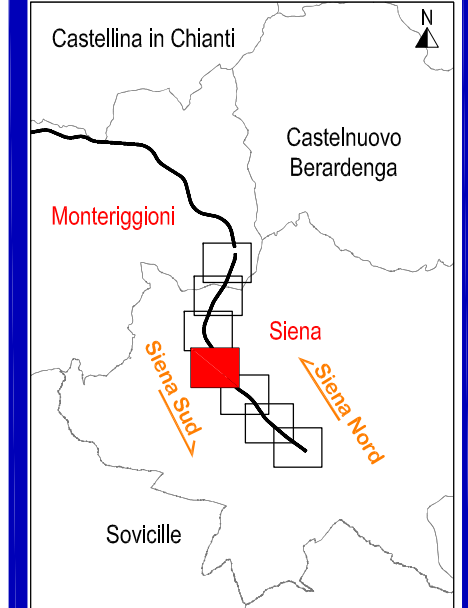 N
Castellina in Chianti
Castelnuovo
Berardenga
Monteriggioni
Siena
Siena Sud
Siena Nord
Sovicille